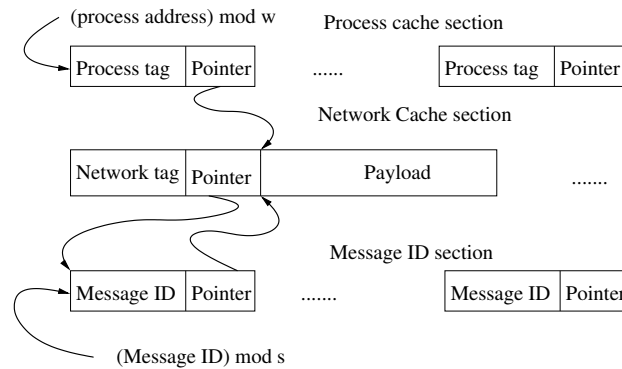 (process address) mod w
Process cache section
Process tag Pointer ...... Process tag Pointer
Network Cache section
Network tag Pointer Payload .......
Message ID section
Message ID Pointer ....... Message ID Pointer
(Message ID) mod s